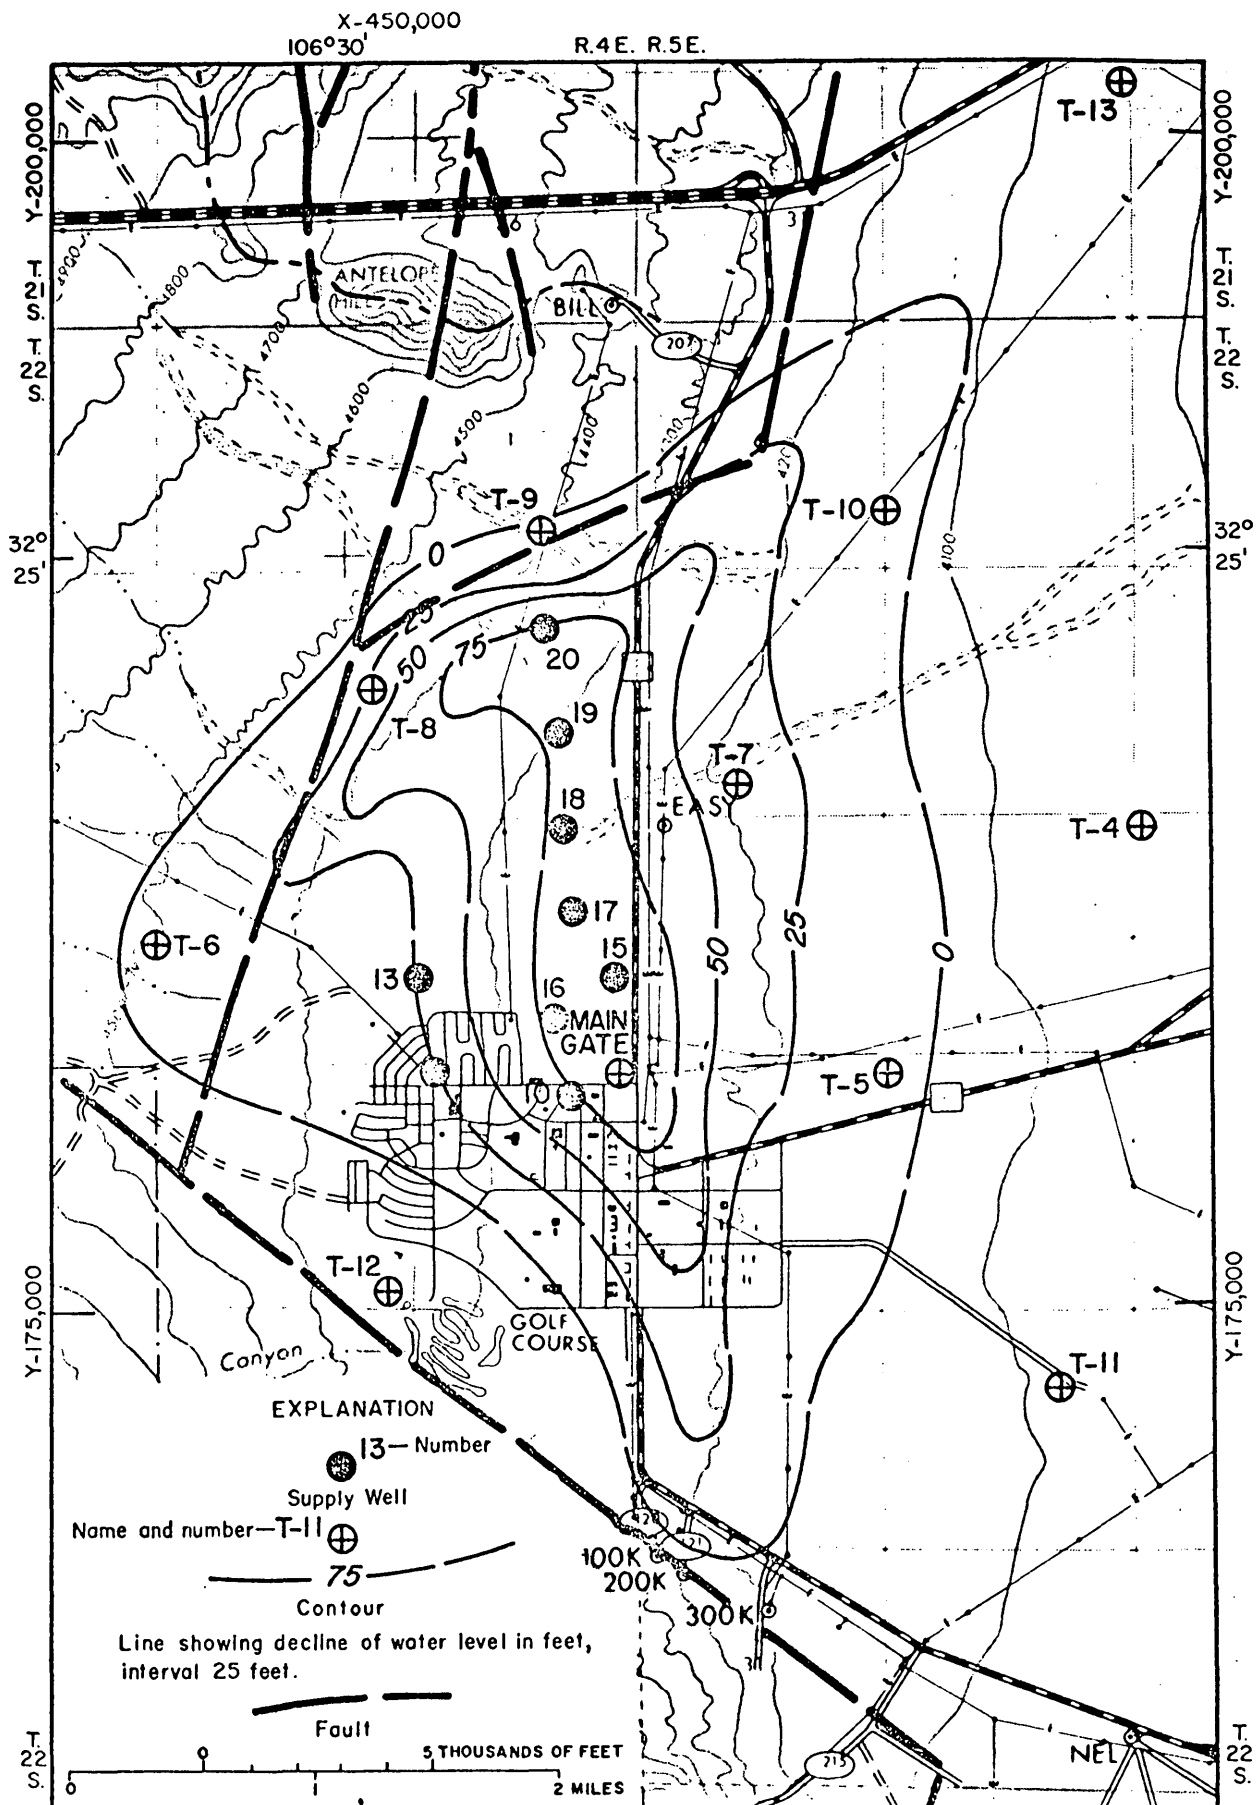 X-450,000
106°30'
R.4E. R.5E.
T-13
Y-200,000
Y-200,000
6
3
T.
21
S.
T.
22
S.
T.
21
S.
T.
22
S.
4900
4800
4700
4600
4500
4400
ANTELOPE
HILL
BILL
207
T-9
T-10
32°
25'
32°
25'
4100
0
25
50
75
20
T-8
19
T-7
18
EASY
T-4
17
T-6
15
13
16
50
25
0
MAIN
GATE
T-5
T-12
GOLF
COURSE
Y-175,000
Y-175,000
T-11
Canyon
EXPLANATION
13—Number
Supply Well
Name and number—T-11
75
Contour
Line showing decline of water level in feet,
interval 25 feet.
Fault
100K
200K
300K
NEL
T.
22
S.
T.
22
S.
0
5 THOUSANDS OF FEET
0
1
2 MILES